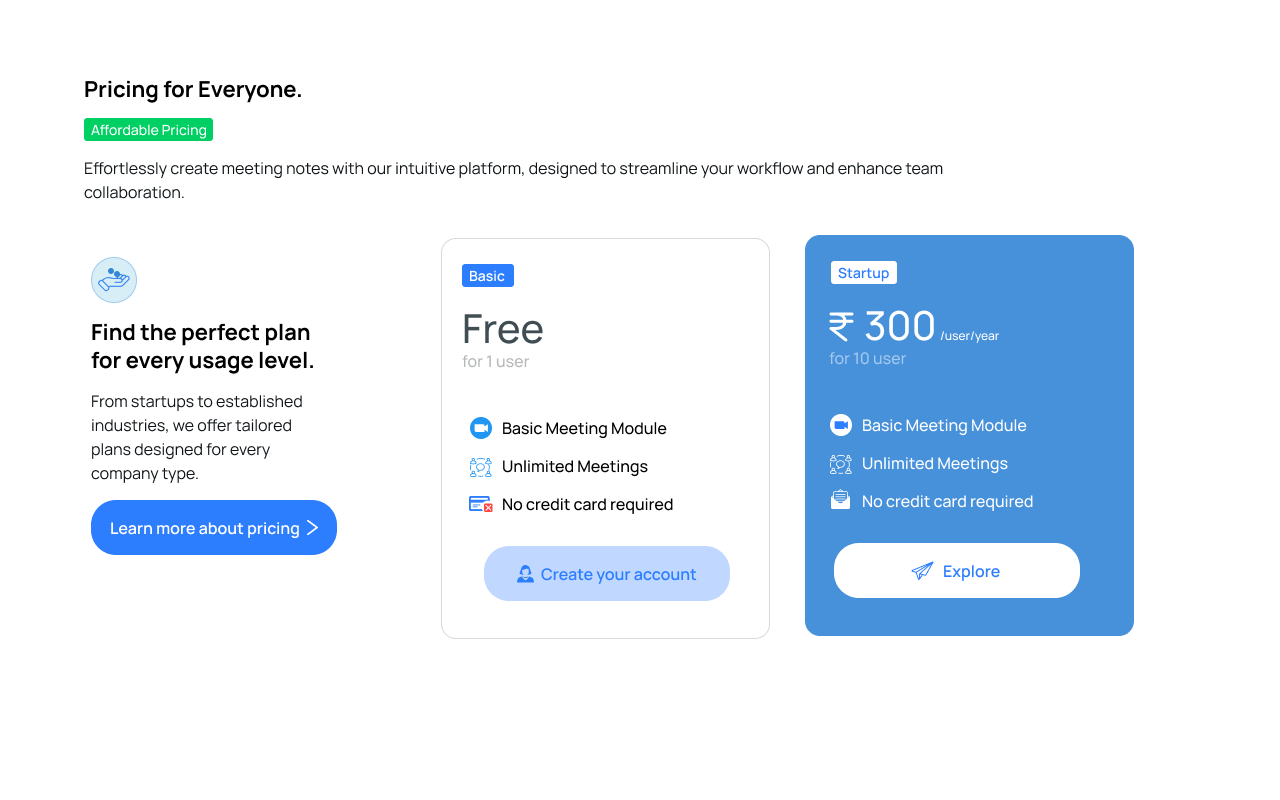 Pricing for Everyone.
Affordable Pricing
Effortlessly create meeting notes with our intuitive platform, designed to streamline your workflow and enhance team
collaboration.
Find the perfect plan
for every usage level.
From startups to established
industries, we offer tailored
plans designed for every
company type.
Learn more about pricing
Basic
Free
for 1 user
Basic Meeting Module
Unlimited Meetings
No credit card required
Create your account
Startup
₹ 300 /user/year
for 10 user
Basic Meeting Module
Unlimited Meetings
No credit card required
Explore